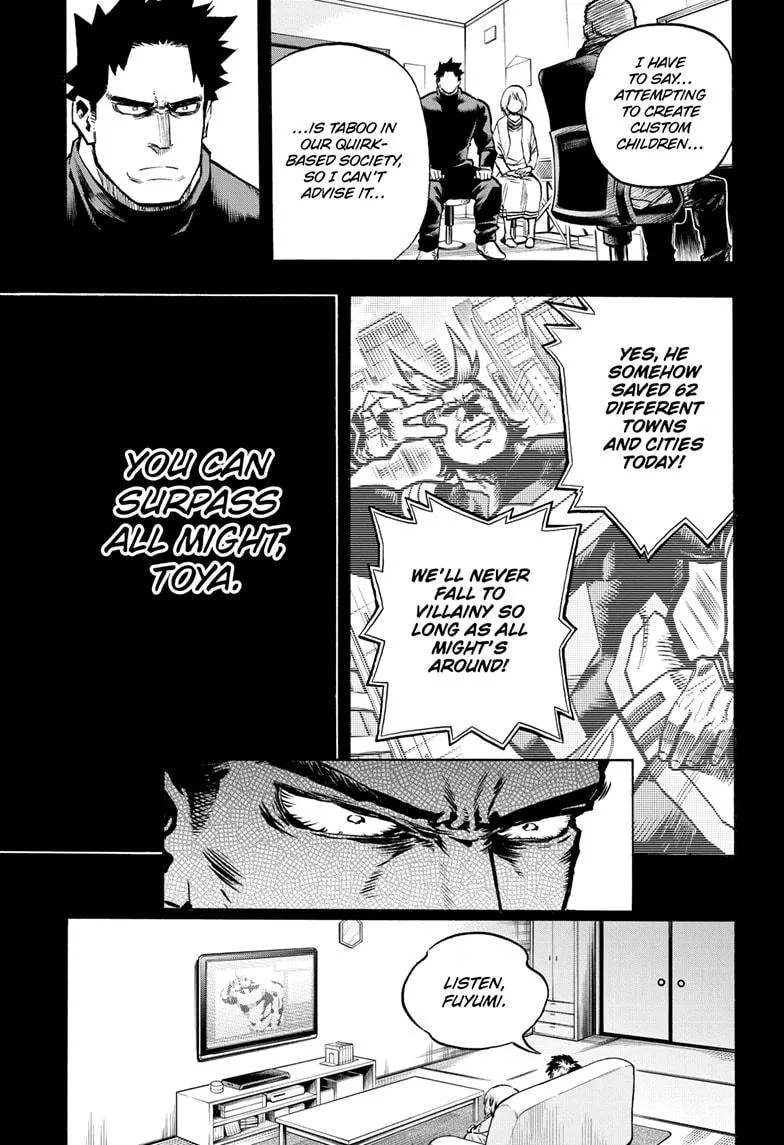 I HAVE
TO SAY...
ATTEMPTING
TO CREATE
CUSTOM
CHILDREN...
...IS TABOO IN
OUR QUIRK-
BASED SOCIETY,
SO I CAN'T
ADVISE IT...
YES, HE
SOMEHOW
SAVED 62
DIFFERENT
TOWNS
AND CITIES
TODAY!
WE'LL NEVER
FALL TO
VILLAINY SO
LONG AS ALL
MIGHT'S
AROUND!
YOU CAN
SURPASS
ALL MIGHT,
TOYA.
LISTEN,
FUYUMI.